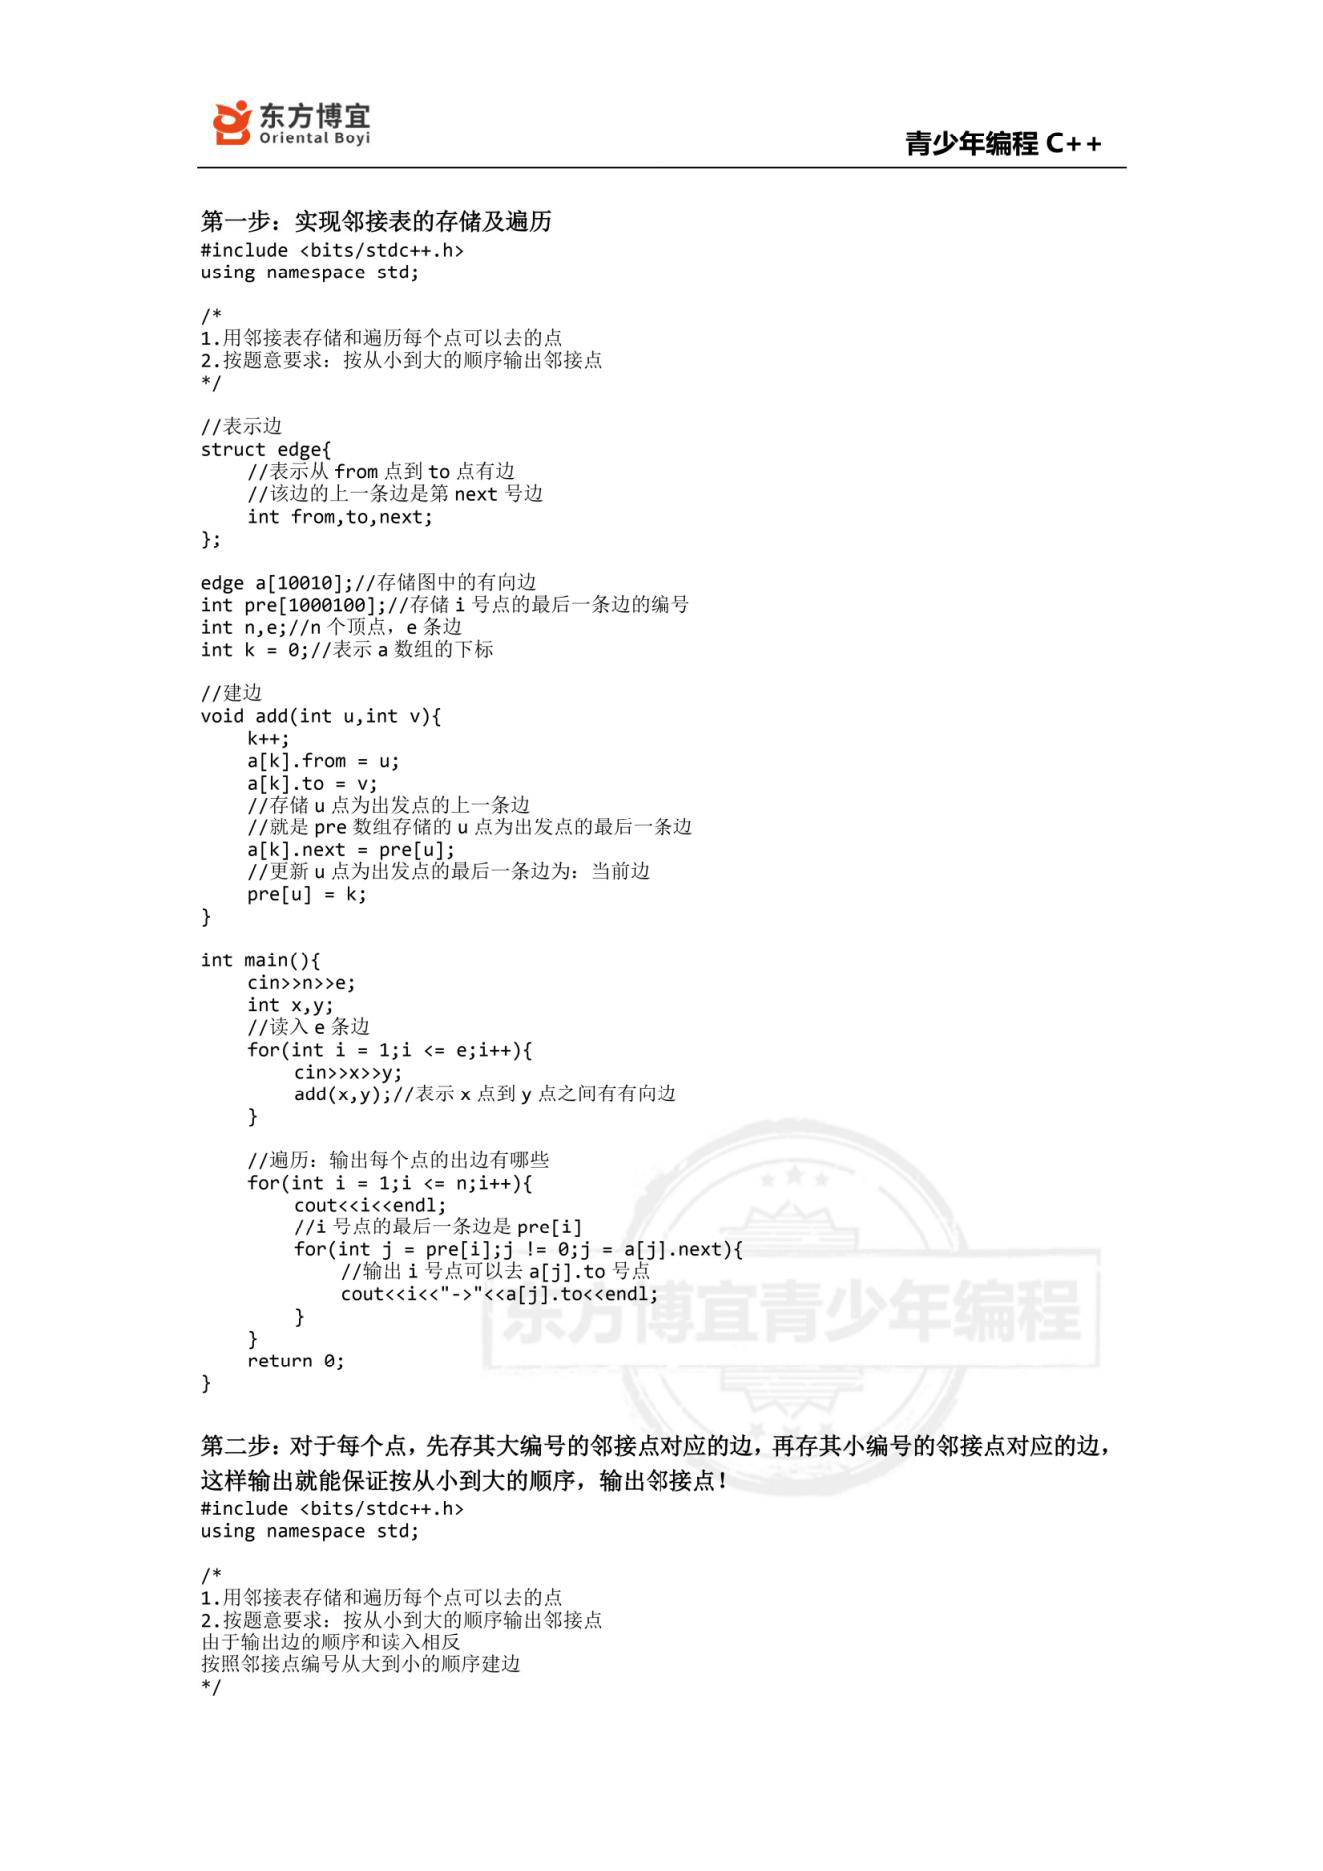 东方博宜
Oriental Boyi
青少年编程 C++
第一步：实现邻接表的存储及遍历
#include <bits/stdc++.h>
using namespace std;
/*
1.用邻接表存储和遍历每个点可以去的点
2.按题意要求：按从小到大的顺序输出邻接点
*/
//表示边
struct edge{
//表示从 from 点到 to 点有边
//该边的上一条边是第 next 号边
int from,to,next;
};
edge a[10010];//存储图中的有向边
int pre[1000100];//存储 i 号点的最后一条边的编号
int n,e;//n 个顶点，e 条边
int k = 0;//表示 a 数组的下标
//建边
void add(int u,int v){
k++;
a[k].from = u;
a[k].to = v;
//存储 u 点为出发点的上一条边
//就是 pre 数组存储的 u 点为出发点的最后一条边
a[k].next = pre[u];
//更新 u 点为出发点的最后一条边为：当前边
pre[u] = k;
}
int main(){
cin>>n>>e;
int x,y;
//读入 e 条边
for(int i = 1;i <= e;i++){
cin>>x>>y;
add(x,y);//表示 x 点到 y 点之间有有向边
}
//遍历：输出每个点的出边有哪些
for(int i = 1;i <= n;i++){
cout<<i<<endl;
//i 号点的最后一条边是 pre[i]
for(int j = pre[i];j != 0;j = a[j].next){
//输出 i 号点可以去 a[j].to 号点
cout<<i<<"->"<<a[j].to<<endl;
}
}
return 0;
}
东方博宜青少年编程
第二步：对于每个点，先存其大编号的邻接点对应的边，再存其小编号的邻接点对应的边，
这样输出就能保证按从小到大的顺序，输出邻接点！
#include <bits/stdc++.h>
using namespace std;
/*
1.用邻接表存储和遍历每个点可以去的点
2.按题意要求：按从小到大的顺序输出邻接点
由于输出边的顺序和读入相反
按照邻接点编号从大到小的顺序建边
*/